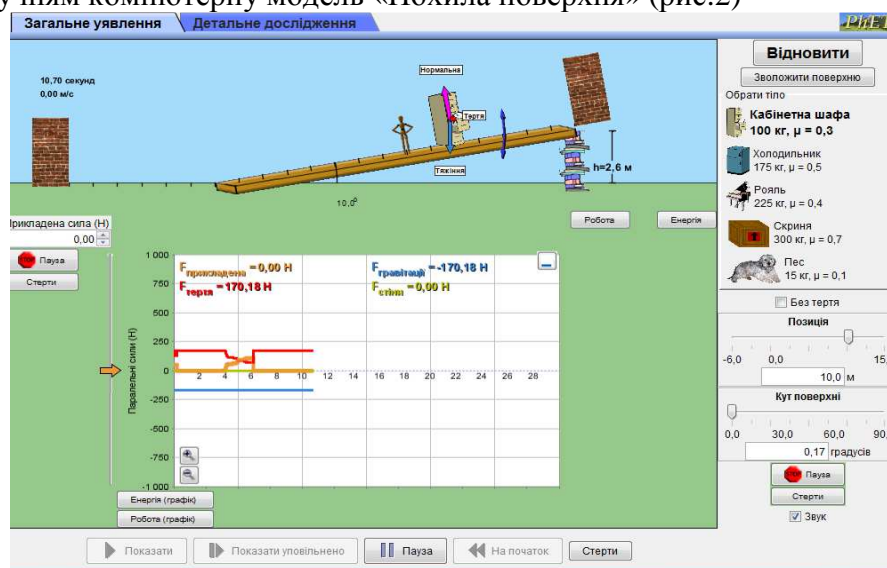 учням комп'ютерну модель «Похила поверхня» (рис.2)
Загальне уявлення
Детальне дослідження
PhET
10,70 секунд
0,00 м/с
Нормальна
Тертя
Тяжіння
h=2,6 м
10,0°
Відновити
Зволожити поверхню
Обрати тіло
Кабінетна шафа
100 кг, μ = 0,3
Холодильник
175 кг, μ = 0,5
Рояль
225 кг, μ = 0,4
Скриня
300 кг, μ = 0,7
Пес
15 кг, μ = 0,1
Без тертя
Позиція
-6,0 0,0 15,
10,0 м
Кут поверхні
0,0 30,0 60,0 90,
0,17 градусів
Пауза
Стерти
Звук
Прикладена сила (Н)
0,00
Пауза
Стерти
Робота
Енергія
Fприкладена = 0,00 Н
Fгравітації = -170,18 Н
Fтертя = 170,18 Н
Fстіни = 0,00 Н
Паралельні сили (Н)
1 000
750
500
250
0
-250
-500
-750
-1 000
2 4 6 8 10 12 14 16 18 20 22 24 26 28
Енергія (графік)
Робота (графік)
Показати
Показати уповільнено
Пауза
На початок
Стерти